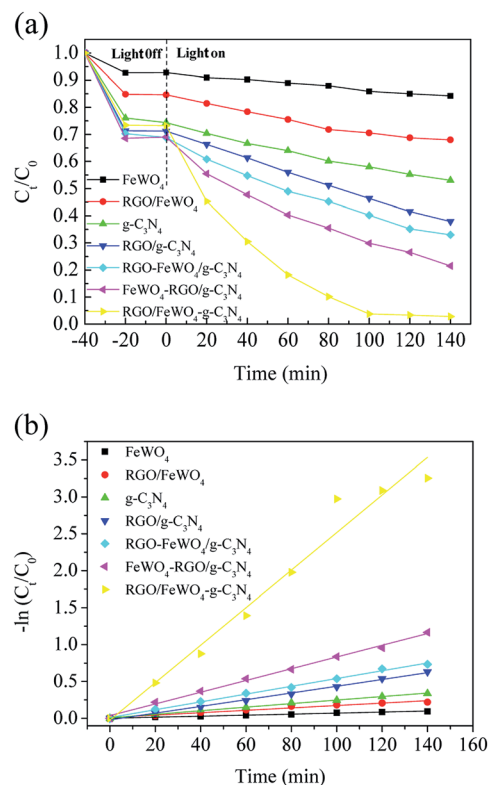 (a)
Light Off Light on
1.0
0.9
0.8
0.7
0.6
0.5
0.4
0.3
0.2
0.1
0.0
Cₜ/C₀
FeWO₄
RGO/FeWO₄
g-C₃N₄
RGO/g-C₃N₄
RGO-FeWO₄/g-C₃N₄
FeWO₄-RGO/g-C₃N₄
RGO/FeWO₄-g-C₃N₄
-40 -20 0 20 40 60 80 100 120 140
Time (min)
(b)
3.5
3.0
2.5
2.0
1.5
1.0
0.5
0.0
-ln (Cₜ/C₀)
FeWO₄
RGO/FeWO₄
g-C₃N₄
RGO/g-C₃N₄
RGO-FeWO₄/g-C₃N₄
FeWO₄-RGO/g-C₃N₄
RGO/FeWO₄-g-C₃N₄
0 20 40 60 80 100 120 140 160
Time (min)